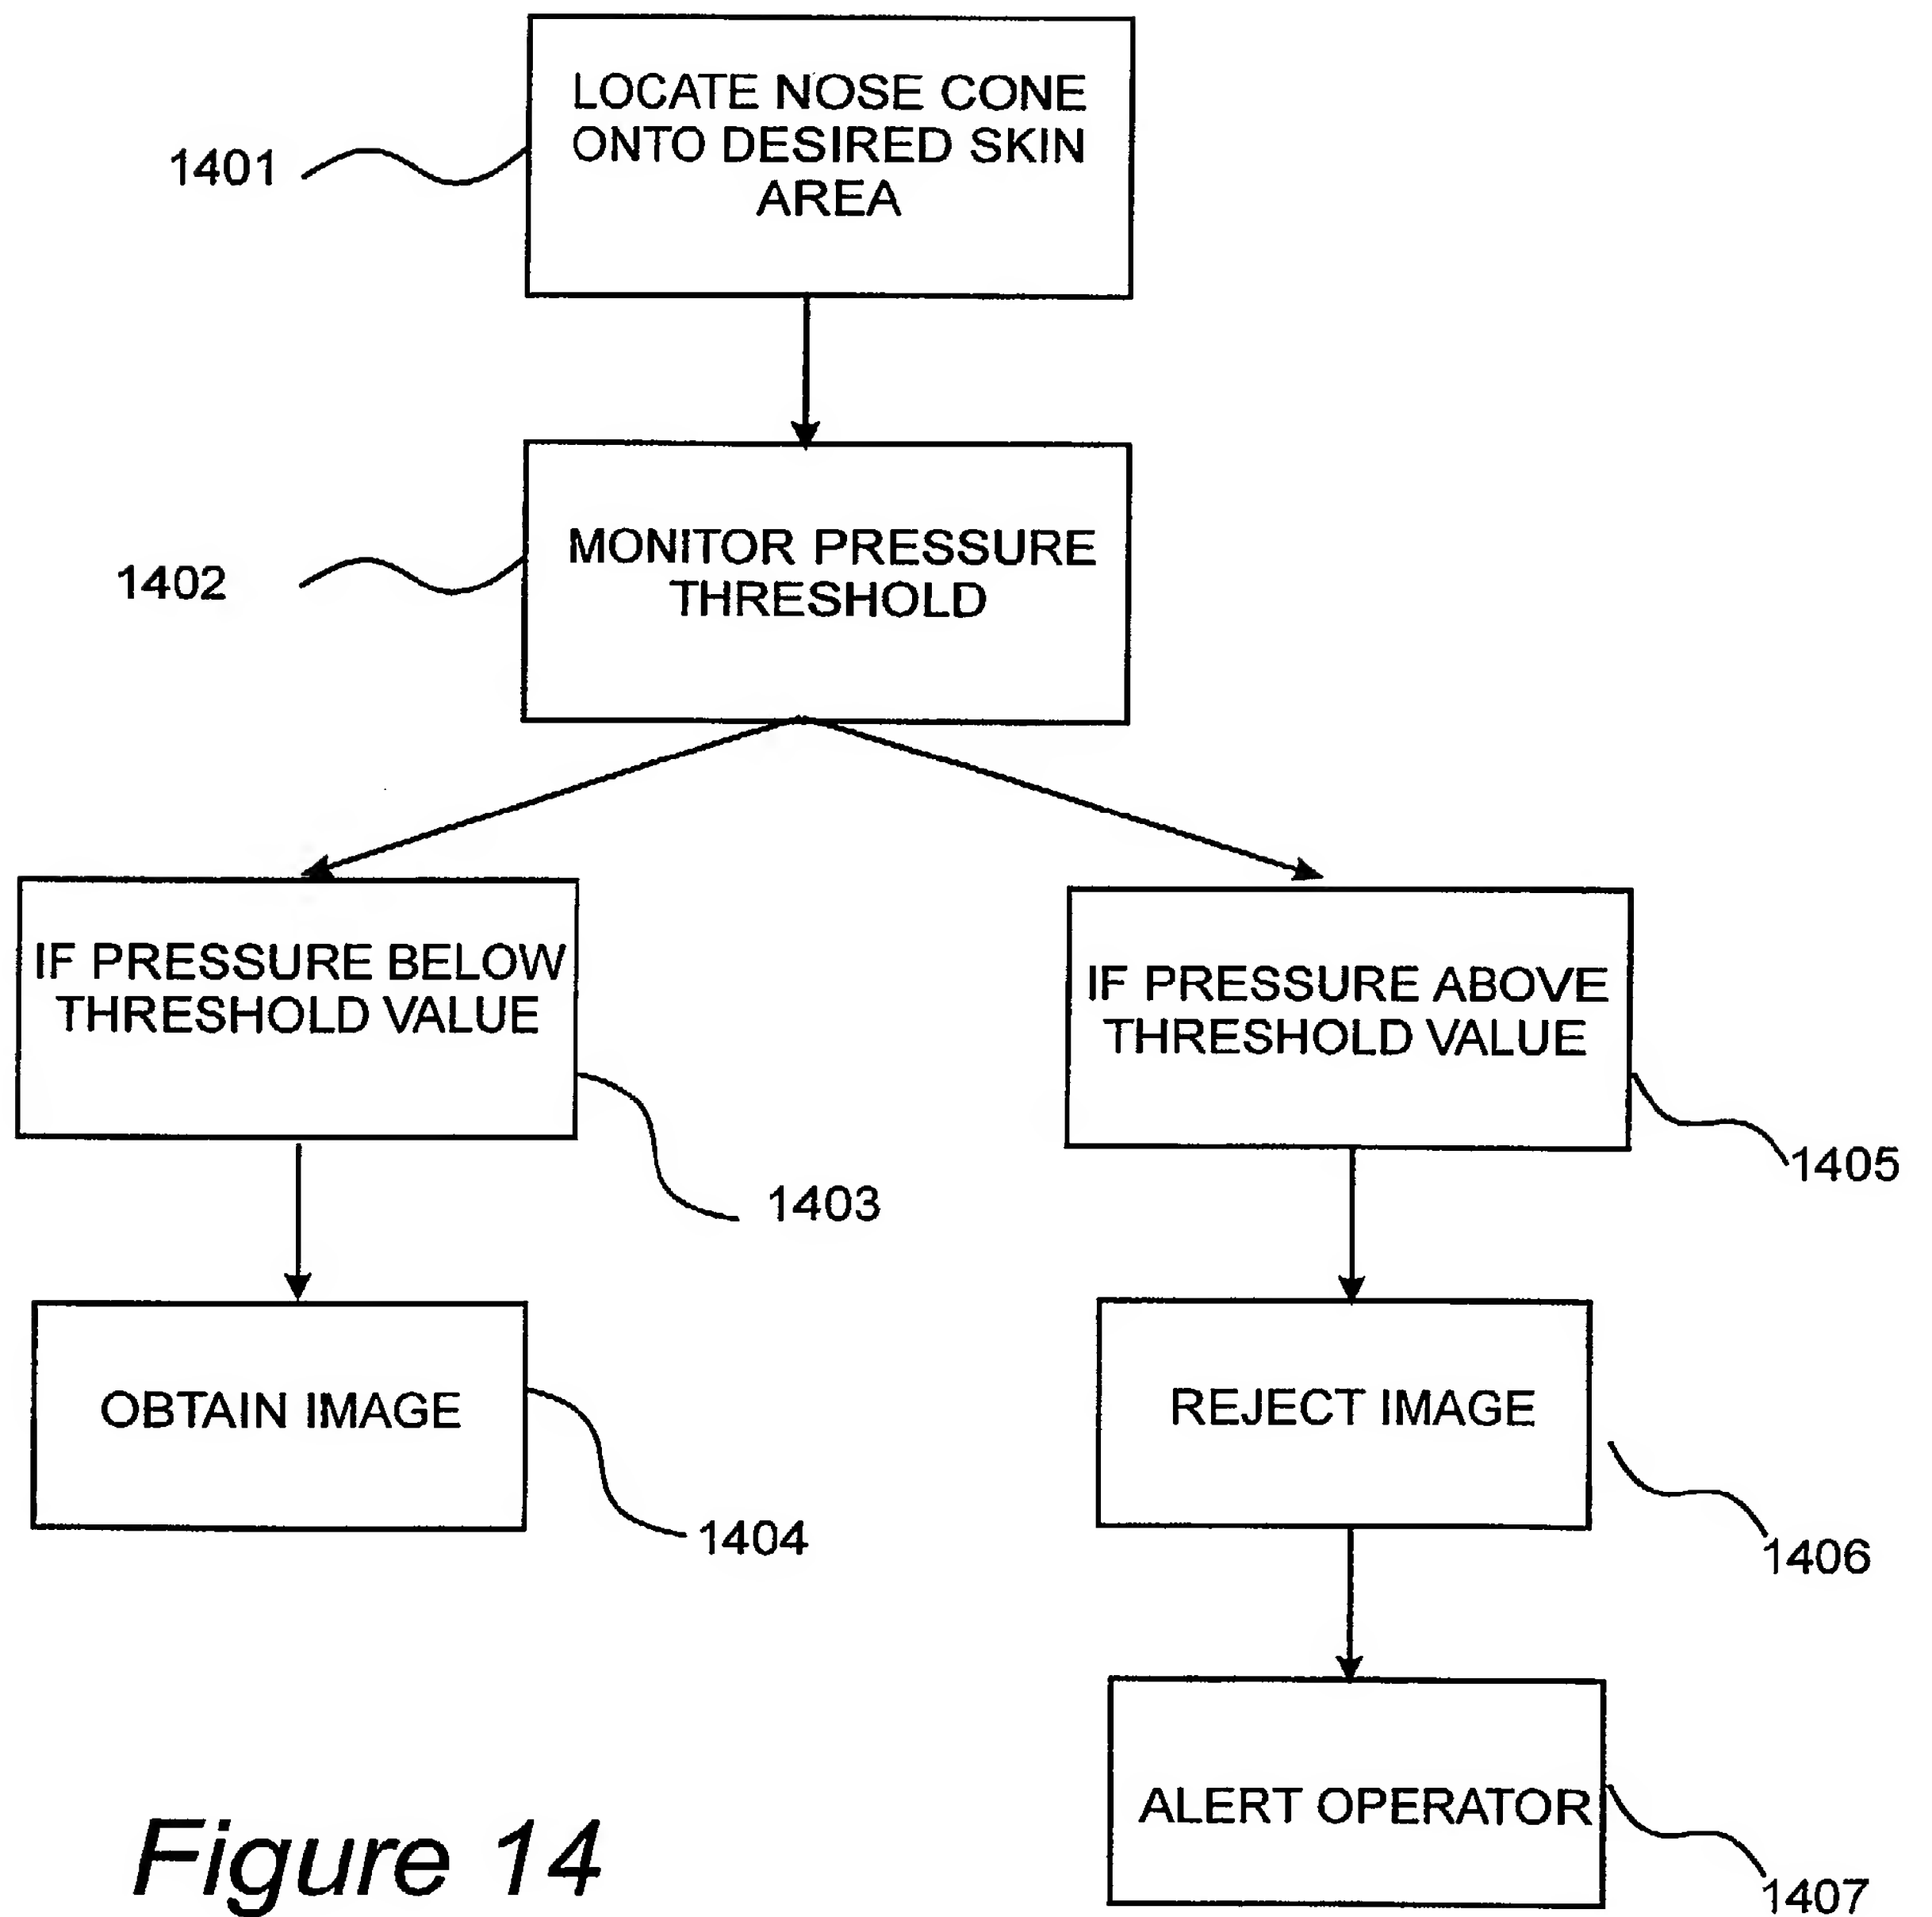 LOCATE NOSE CONE
ONTO DESIRED SKIN
AREA
1401
MONITOR PRESSURE
THRESHOLD
1402
IF PRESSURE BELOW
THRESHOLD VALUE
1403
IF PRESSURE ABOVE
THRESHOLD VALUE
1405
OBTAIN IMAGE
1404
REJECT IMAGE
1406
ALERT OPERATOR
1407
Figure 14